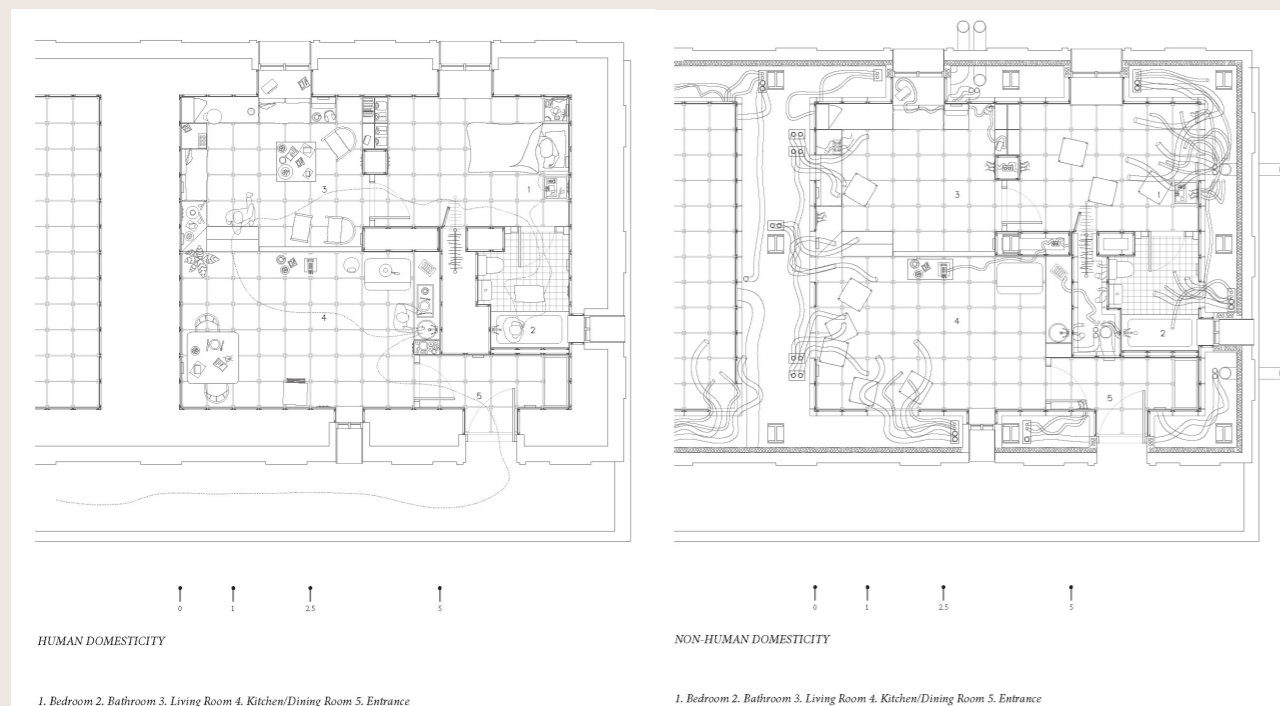 3
1
4
2
5
3
1
4
2
5
0 1 2.5 5
0 1 2.5 5
HUMAN DOMESTICITY
NON-HUMAN DOMESTICITY
1. Bedroom 2. Bathroom 3. Living Room 4. Kitchen/Dining Room 5. Entrance
1. Bedroom 2. Bathroom 3. Living Room 4. Kitchen/Dining Room 5. Entrance